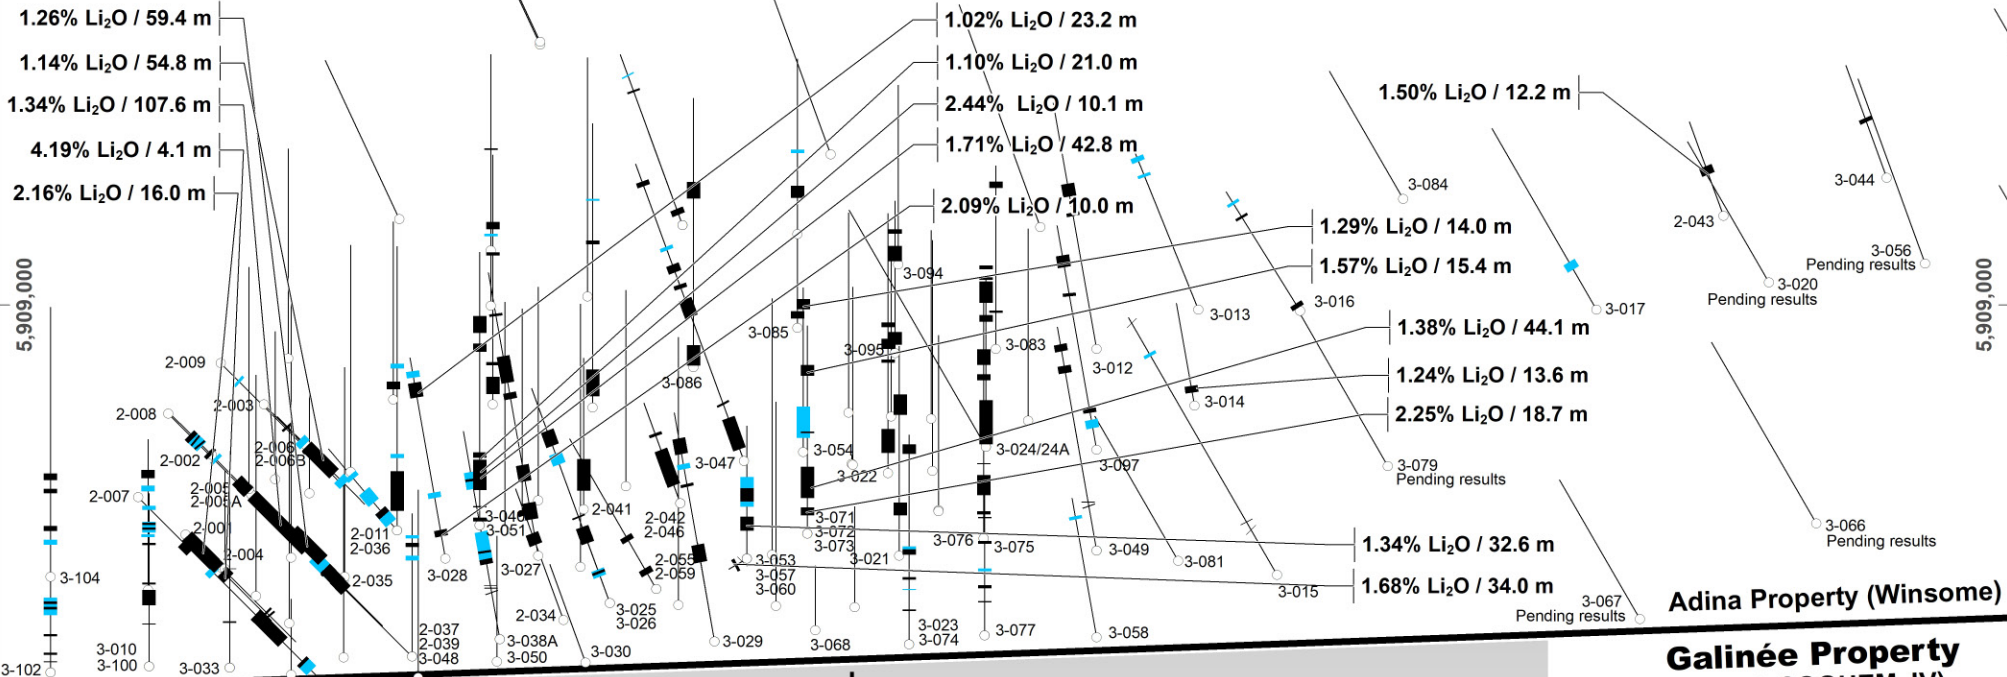 1.26% Li₂O / 59.4 m
1.14% Li₂O / 54.8 m
1.34% Li₂O / 107.6 m
4.19% Li₂O / 4.1 m
2.16% Li₂O / 16.0 m
1.02% Li₂O / 23.2 m
1.10% Li₂O / 21.0 m
2.44% Li₂O / 10.1 m
1.71% Li₂O / 42.8 m
2.09% Li₂O / 10.0 m
1.50% Li₂O / 12.2 m
1.29% Li₂O / 14.0 m
1.57% Li₂O / 15.4 m
1.38% Li₂O / 44.1 m
1.24% Li₂O / 13.6 m
2.25% Li₂O / 18.7 m
1.34% Li₂O / 32.6 m
1.68% Li₂O / 34.0 m
5,909,000
5,909,000
3-084
3-044
2-043
3-056
Pending results
3-020
Pending results
3-094
3-013
3-016
3-017
3-085
3-095
3-083
3-012
3-086
2-009
2-003
2-008
3-014
2-006
2-006B
2-002
3-047
3-054
3-022
3-024/24A
3-097
3-079
Pending results
2-007
2-005
2-005A
2-001
2-004
2-011
2-036
3-040
3-051
2-041
2-042
2-046
3-071
3-072
3-073
3-076
3-075
3-049
3-066
Pending results
3-104
2-035
3-028
3-027
2-055
2-059
3-053
3-057
3-060
3-021
3-081
3-015
3-067
Pending results
2-034
3-025
3-026
2-037
2-039
3-048
3-038A
3-050
3-030
3-029
3-068
3-023
3-074
3-077
3-058
3-010
3-100
3-102
3-033
Adina Property (Winsome)
Galinée Property